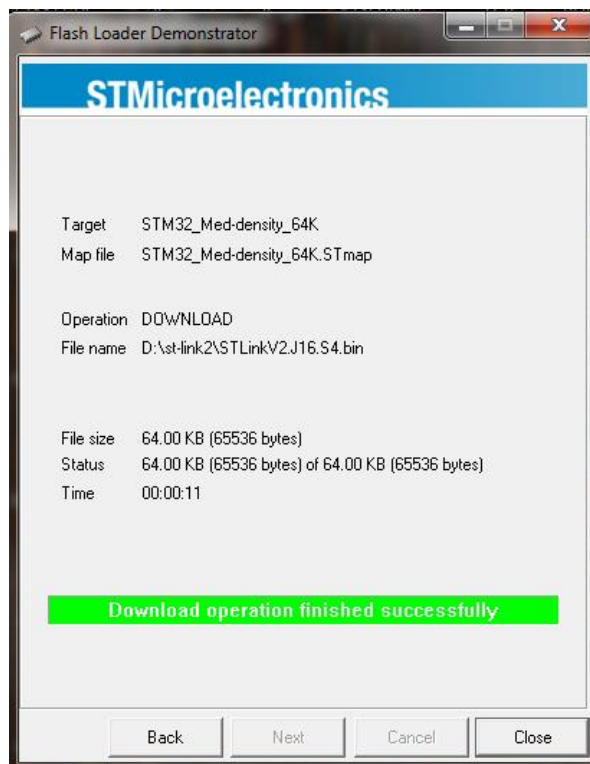 Flash Loader Demonstrator
STMicroelectronics
Target STM32_Med-density_64K
Map file STM32_Med-density_64K.STmap
Operation DOWNLOAD
File name D:\st-link2\STLinkV2.J16.S4.bin
File size 64.00 KB (65536 bytes)
Status 64.00 KB (65536 bytes) of 64.00 KB (65536 bytes)
Time 00:00:11
Download operation finished successfully
Back Next Cancel Close